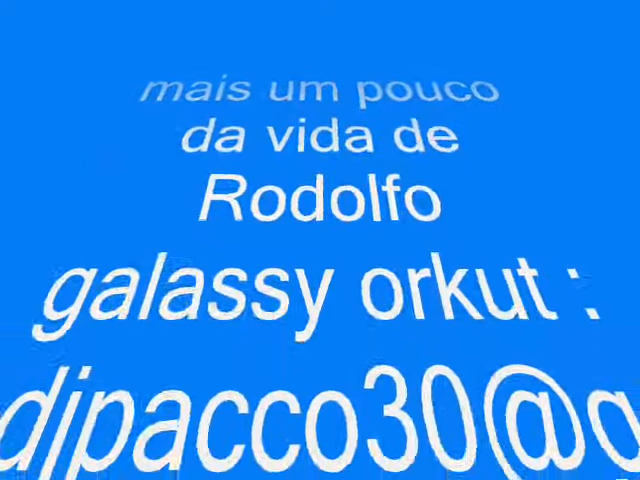 mais um pouco
da vida de
Rodolfo
galassy orkut :
djpacco30@g